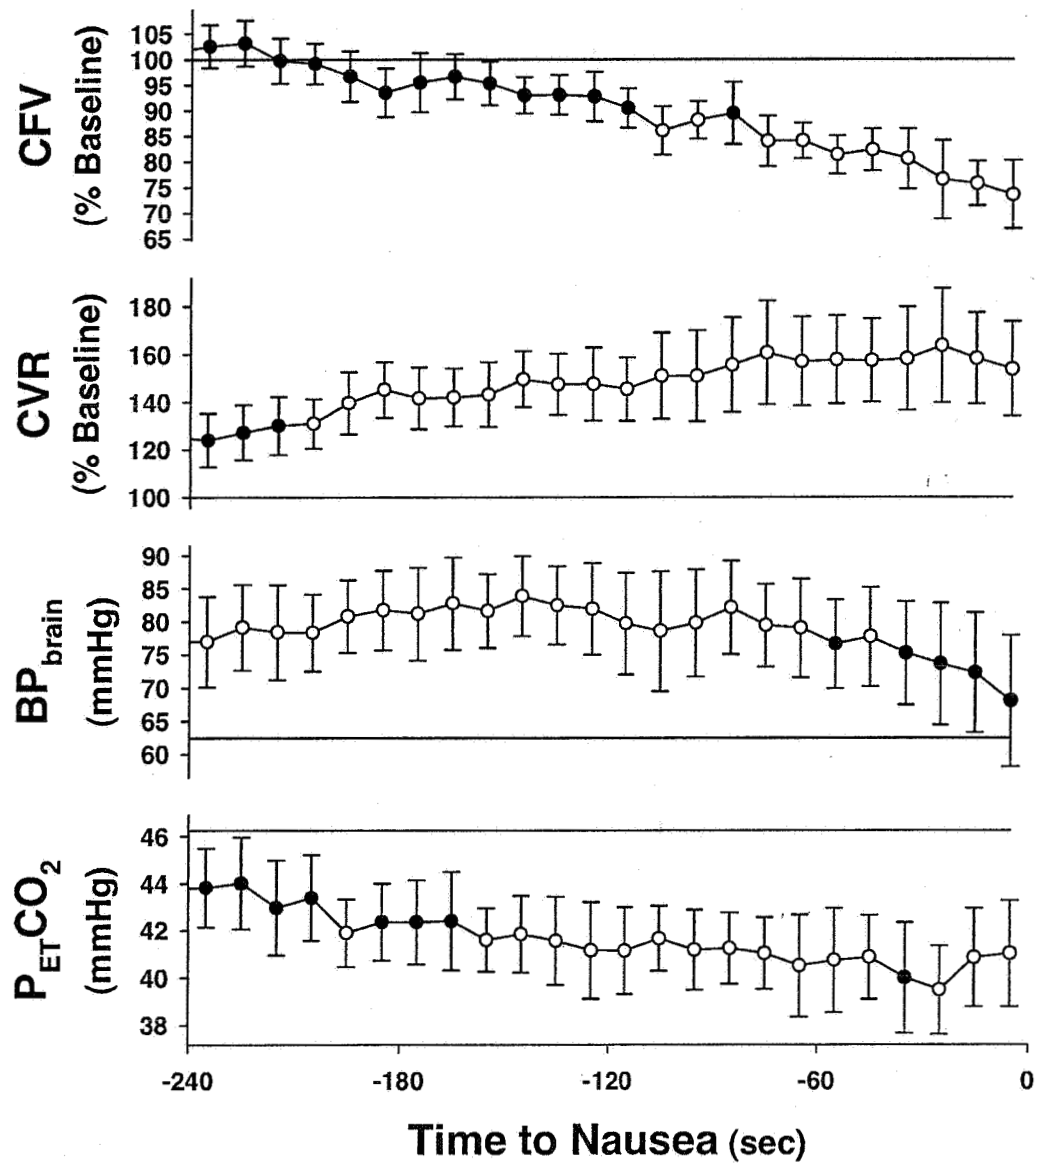 CFV
(% Baseline)
105
100
95
90
85
80
75
70
65
CVR
(% Baseline)
180
160
140
120
100
BPbrain
(mmHg)
90
85
80
75
70
65
60
PETCO2
(mmHg)
46
44
42
40
38
-240 -180 -120 -60 0
Time to Nausea (sec)